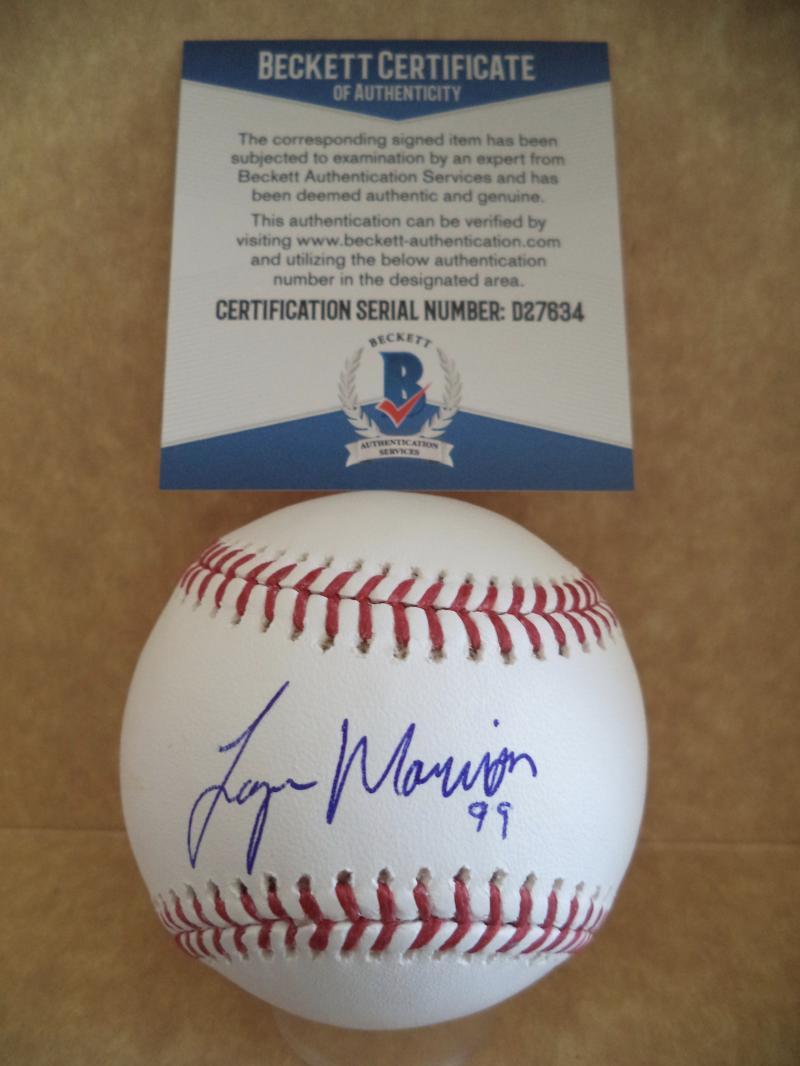 BECKETT CERTIFICATE
OF AUTHENTICITY
The corresponding signed item has been
subjected to examination by an expert from
Beckett Authentication Services and has
been deemed authentic and genuine.
This authentication can be verified by
visiting www.beckett-authentication.com
and utilizing the below authentication
number in the designated area.
CERTIFICATION SERIAL NUMBER: D27634
BECKETT
B
AUTHENTICATION
SERVICES
Logan Morrison
99